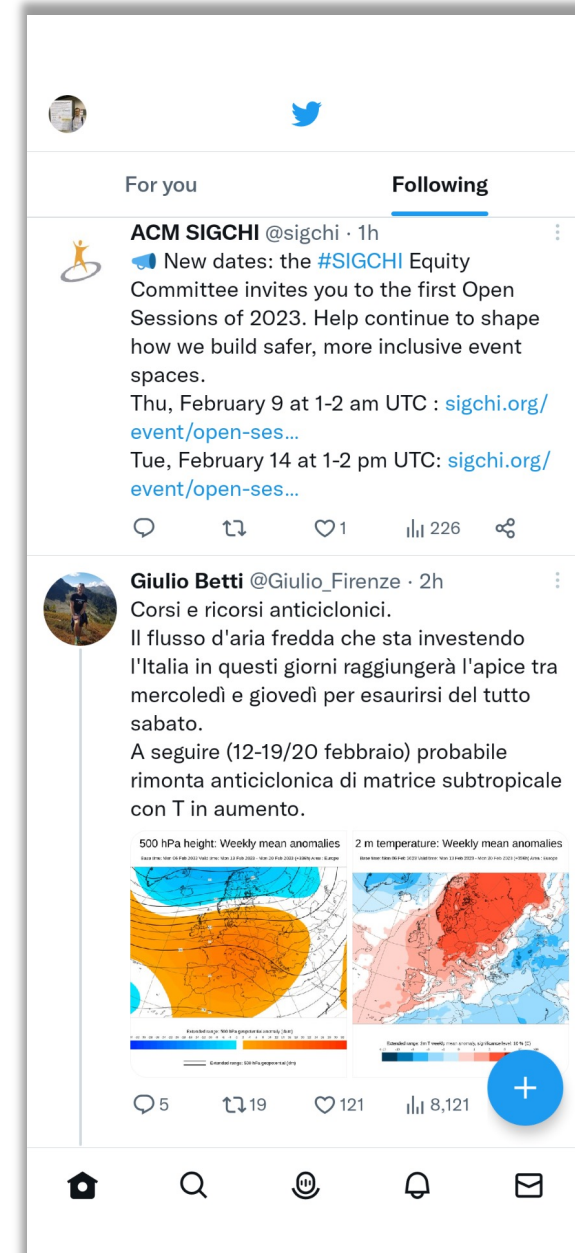 For you
Following
ACM SIGCHI @sigchi · 1h
📣 New dates: the #SIGCHI Equity
Committee invites you to the first Open
Sessions of 2023. Help continue to shape
how we build safer, more inclusive event
spaces.
Thu, February 9 at 1-2 am UTC : sigchi.org/
event/open-ses...
Tue, February 14 at 1-2 pm UTC: sigchi.org/
event/open-ses...
1
226
Giulio Betti @Giulio_Firenze · 2h
Corsi e ricorsi anticiclonici.
Il flusso d'aria fredda che sta investendo
l'Italia in questi giorni raggiungerà l'apice tra
mercoledì e giovedì per esaurirsi del tutto
sabato.
A seguire (12-19/20 febbraio) probabile
rimonta anticiclonica di matrice subtropicale
con T in aumento.
500 hPa height: Weekly mean anomalies
2 m temperature: Weekly mean anomalies
5
19
121
8,121